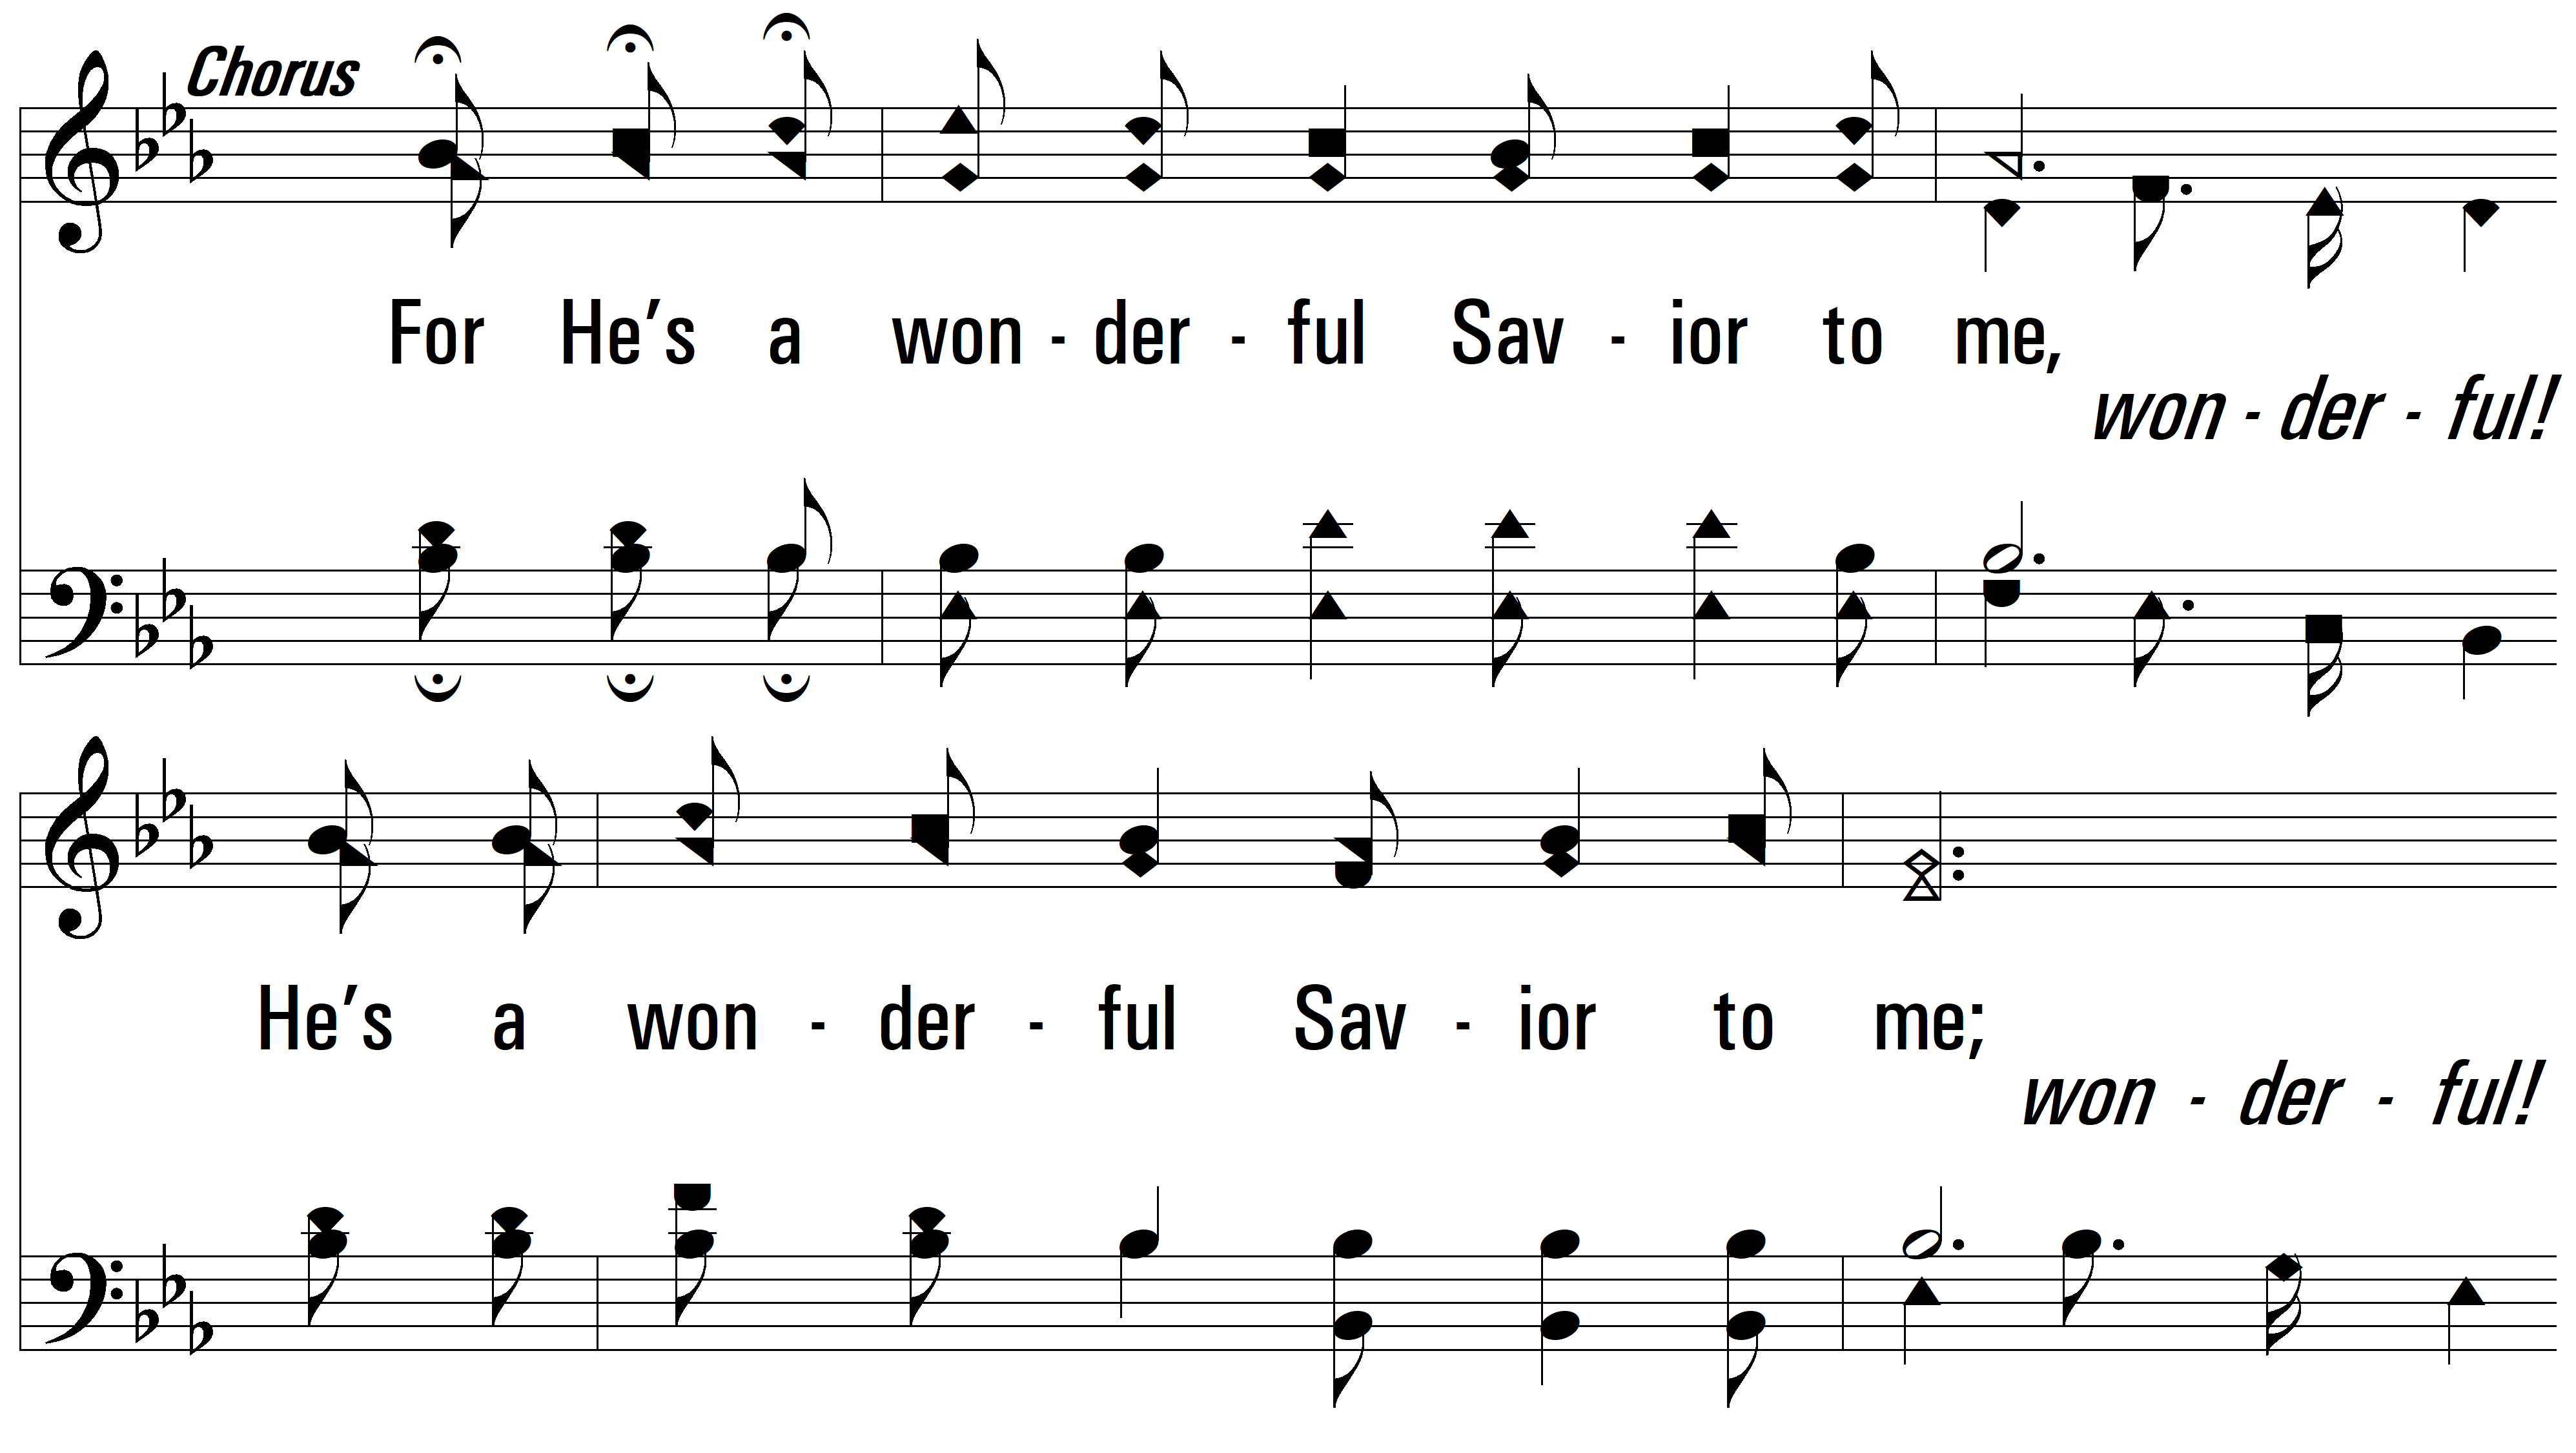 Chorus
For He's a won - der - ful Sav - ior to me,
won - der - ful!
He's a won - der - ful Sav - ior to me;
won - der - ful!